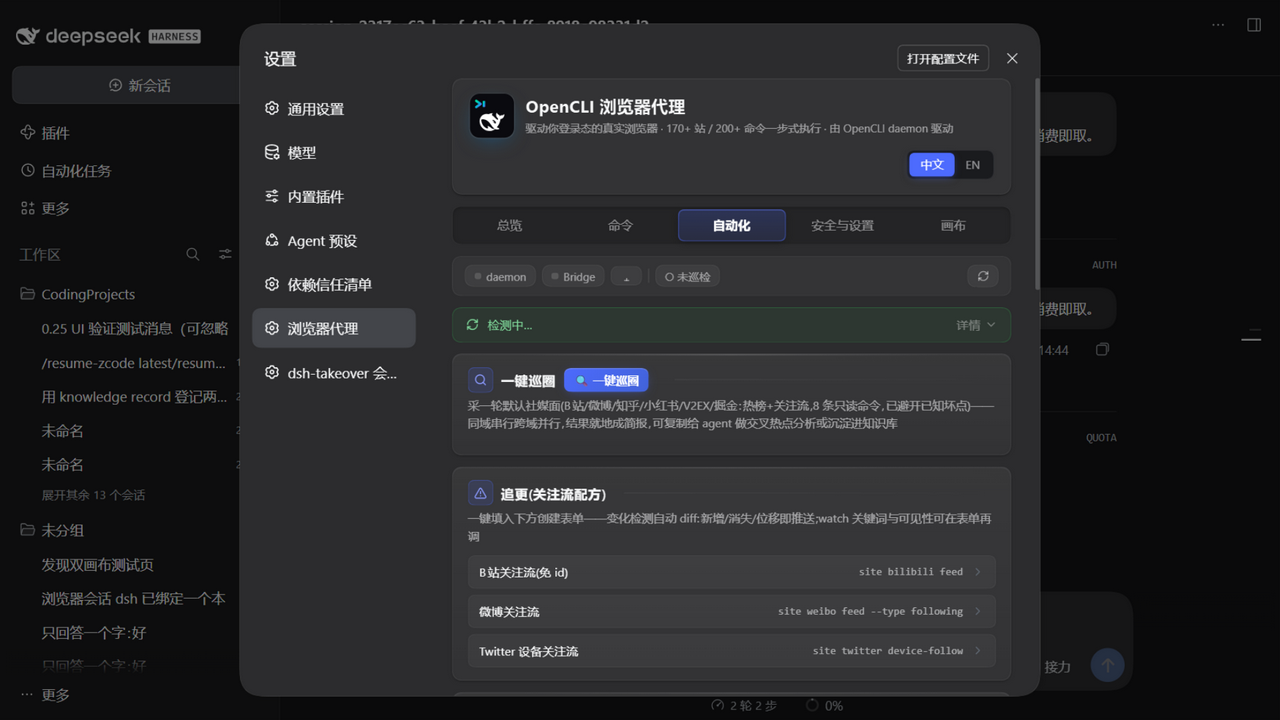 deepseek HARNESS
新会话
插件
自动化任务
更多
工作区
CodingProjects
0.25 UI 验证测试消息（可忽略
/resume-zcode latest/resum...
用 knowledge record 登记两...
未命名
未命名
展开其余 13 个会话
未分组
发现双画布测试页
浏览器会话 dsh 已绑定一个本
只回答一个字:好
只回答一个字:好
更多
设置
打开配置文件
通用设置
模型
内置插件
Agent 预设
依赖信任清单
浏览器代理
dsh-takeover 会...
OpenCLI 浏览器代理
驱动你登录态的真实浏览器 · 170+ 站 / 200+ 命令一步式执行 · 由 OpenCLI daemon 驱动
中文 EN
总览 命令 自动化 安全与设置 画布
daemon Bridge 未巡检
检测中... 详情
一键巡圈 一键巡圈
采一轮默认社媒面(B站/微博/知乎/小红书/V2EX/掘金:热榜+关注流,8 条只读命令,已避开已知坏点)——
同域串行跨域并行,结果就地成简报,可复制给 agent 做交叉热点分析或沉淀进知识库
追更(关注流配方)
一键填入下方创建表单——变化检测自动 diff:新增/消失/位移即推送;watch 关键词与可见性可在表单再
调
B站关注流(免 id) site bilibili feed
微博关注流 site weibo feed --type following
Twitter 设备关注流 site twitter device-follow
费即取。
AUTH
费即取。
14:44
QUOTA
接力
2 轮 2 步 0%